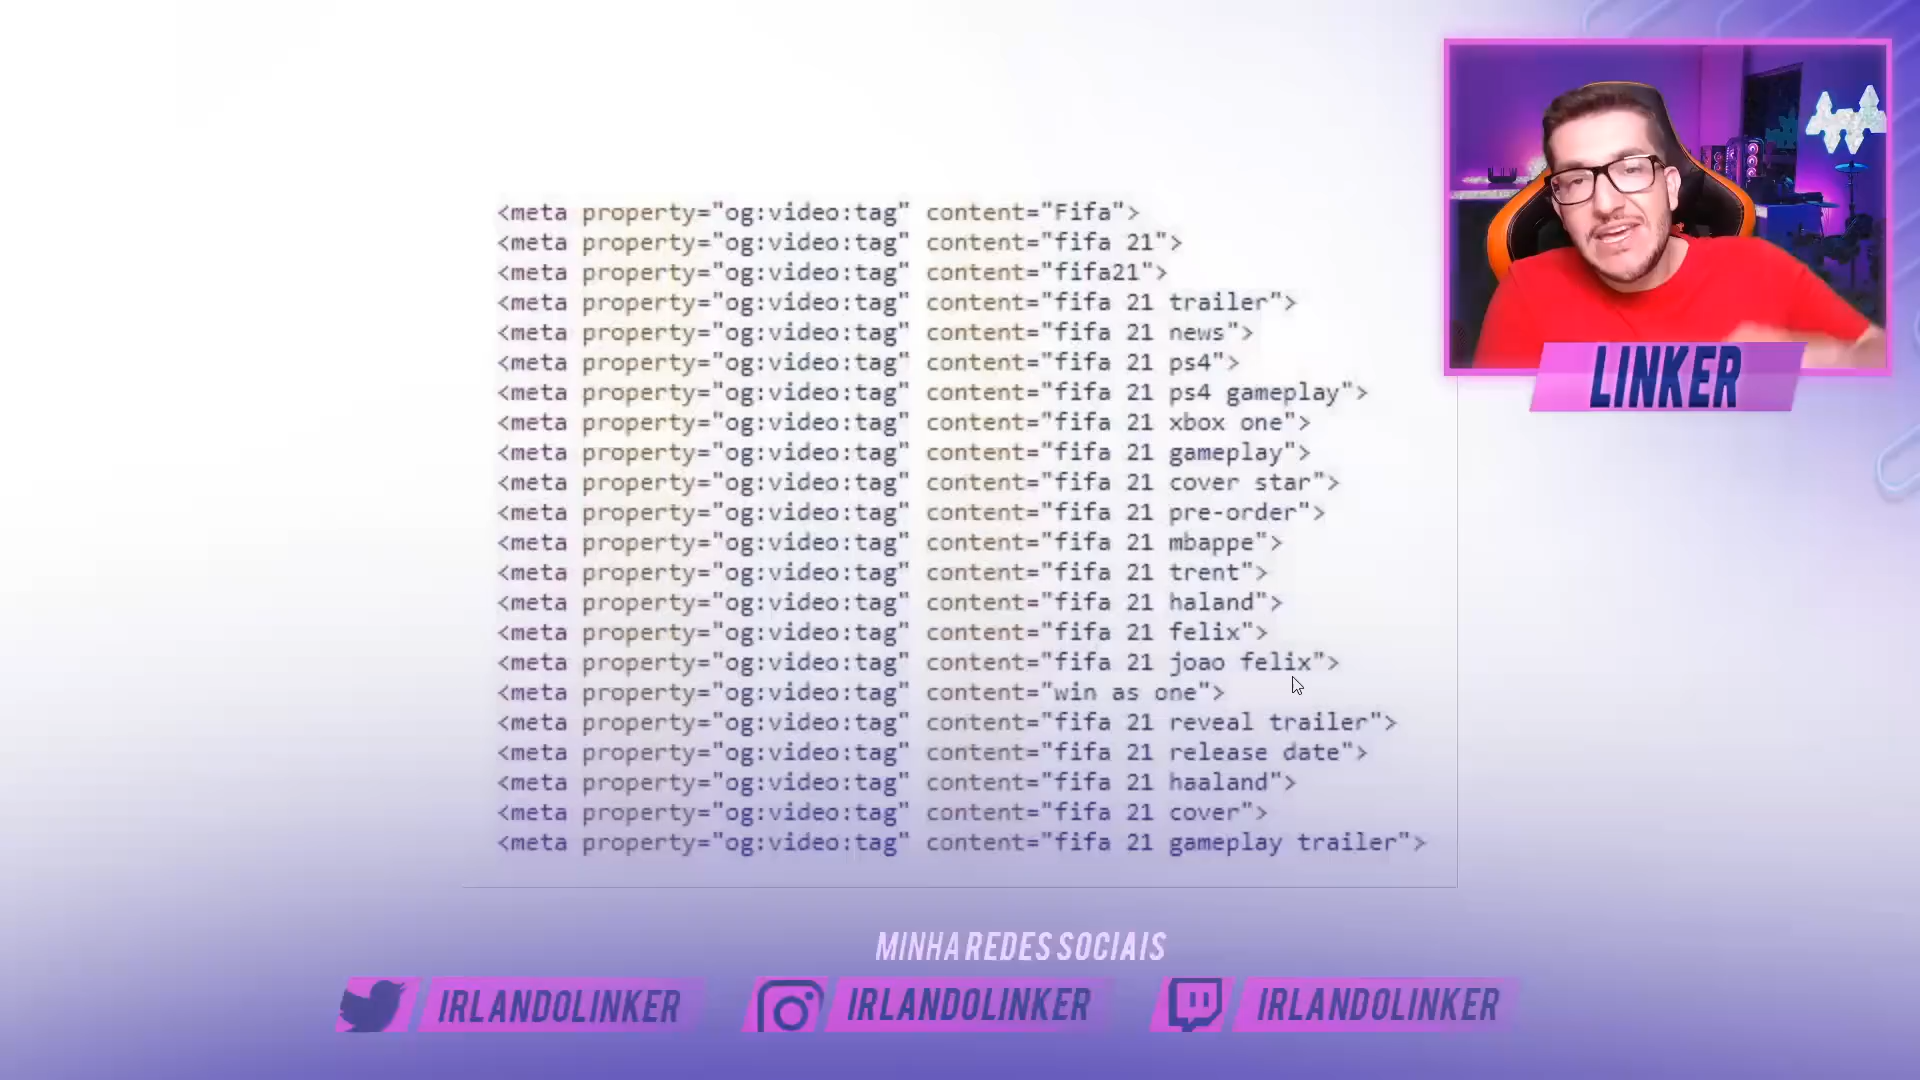 <meta property="og:video:tag" content="Fifa">
<meta property="og:video:tag" content="fifa 21">
<meta property="og:video:tag" content="fifa21">
<meta property="og:video:tag" content="fifa 21 trailer">
<meta property="og:video:tag" content="fifa 21 news">
<meta property="og:video:tag" content="fifa 21 ps4">
<meta property="og:video:tag" content="fifa 21 ps4 gameplay">
<meta property="og:video:tag" content="fifa 21 xbox one">
<meta property="og:video:tag" content="fifa 21 gameplay">
<meta property="og:video:tag" content="fifa 21 cover star">
<meta property="og:video:tag" content="fifa 21 pre-order">
<meta property="og:video:tag" content="fifa 21 mbappe">
<meta property="og:video:tag" content="fifa 21 trent">
<meta property="og:video:tag" content="fifa 21 haland">
<meta property="og:video:tag" content="fifa 21 felix">
<meta property="og:video:tag" content="fifa 21 joao felix">
<meta property="og:video:tag" content="win as one">
<meta property="og:video:tag" content="fifa 21 reveal trailer">
<meta property="og:video:tag" content="fifa 21 release date">
<meta property="og:video:tag" content="fifa 21 haaland">
<meta property="og:video:tag" content="fifa 21 cover">
<meta property="og:video:tag" content="fifa 21 gameplay trailer">
LINKER
MINHA REDES SOCIAIS
IRLANDOLINKER
IRLANDOLINKER
IRLANDOLINKER